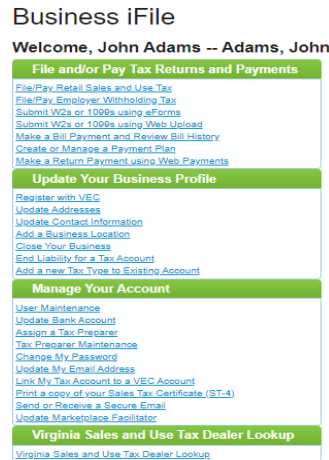 Business iFile
Welcome, John Adams -- Adams, John
File and/or Pay Tax Returns and Payments
File/Pay Retail Sales and Use Tax
File/Pay Employer Withholding Tax
Submit W2s or 1099s using eForms
Submit W2s or 1099s using Web Upload
Make a Bill Payment and Review Bill History
Create or Manage a Payment Plan
Make a Return Payment using Web Payments
Update Your Business Profile
Register with VEC
Update Addresses
Update Contact Information
Add a Business Location
Close Your Business
End Liability for a Tax Account
Add a new Tax Type to Existing Account
Manage Your Account
User Maintenance
Update Bank Account
Assign a Tax Preparer
Tax Preparer Maintenance
Change My Password
Update My Email Address
Link My Tax Account to a VEC Account
Print a copy of your Sales Tax Certificate (ST-4)
Send or Receive a Secure Email
Update Marketplace Facilitator
Virginia Sales and Use Tax Dealer Lookup
Virginia Sales and Use Tax Dealer Lookup